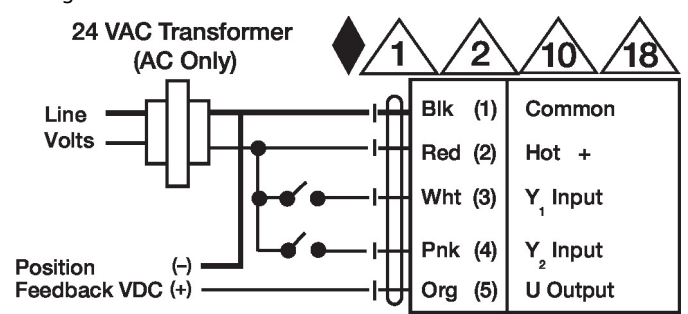 24 VAC Transformer
(AC Only)
1 2 10 18
Line
Volts
Blk (1) Common
Red (2) Hot +
Wht (3) Y1 Input
Pnk (4) Y2 Input
Org (5) U Output
Position (-)
Feedback VDC (+)